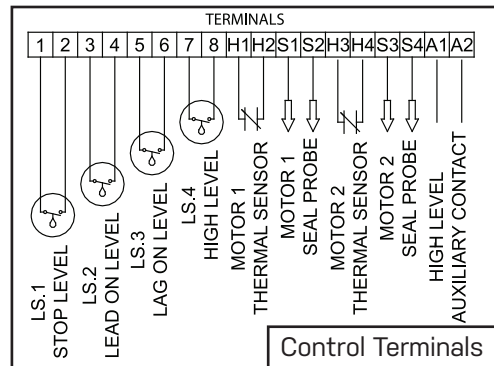 TERMINALS
1 2 3 4 5 6 7 8 H1 H2 S1 S2 H3 H4 S3 S4 A1 A2
LS.1
STOP LEVEL
LS.2
LEAD ON LEVEL
LS.3
LAG ON LEVEL
LS.4
HIGH LEVEL
MOTOR 1
THERMAL SENSOR
MOTOR 1
SEAL PROBE
MOTOR 2
THERMAL SENSOR
MOTOR 2
SEAL PROBE
HIGH LEVEL
AUXILIARY CONTACT
Control Terminals